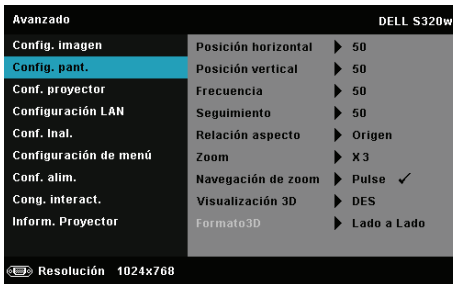 Avanzado DELL S320w
Config. imagen
Config. pant.
Conf. proyector
Configuración LAN
Conf. Inal.
Configuración de menú
Conf. alim.
Cong. interact.
Inform. Proyector
Posición horizontal 50
Posición vertical 50
Frecuencia 50
Seguimiento 50
Relación aspecto Origen
Zoom X3
Navegación de zoom Pulse ✓
Visualización 3D DES
Formato3D Lado a Lado
Resolución 1024x768